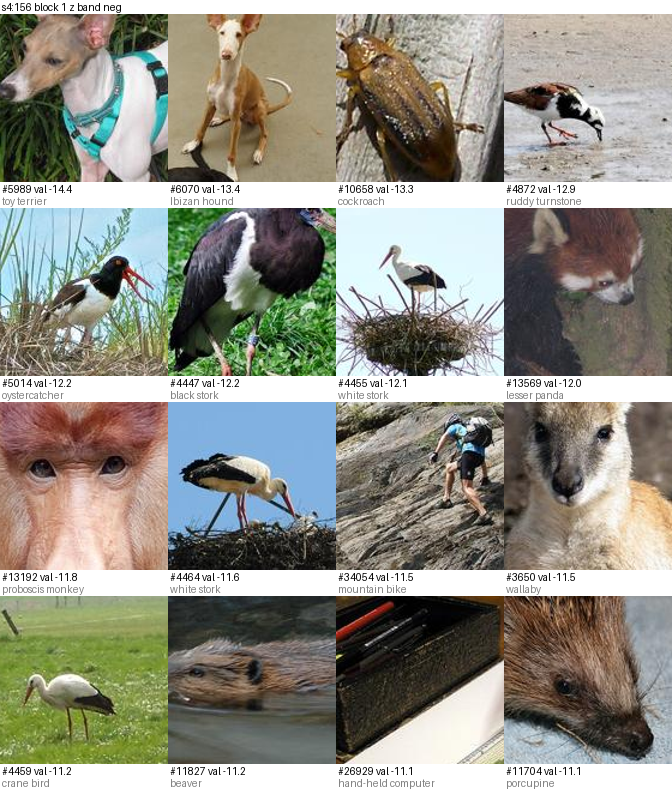 s4:156 block 1 z band neg
#5989 val -14.4
toy terrier
#6070 val -13.4
Ibizan hound
#10658 val -13.3
cockroach
#4872 val -12.9
ruddy turnstone
#5014 val -12.2
oystercatcher
#4447 val -12.2
black stork
#4455 val -12.1
white stork
#13569 val -12.0
lesser panda
#13192 val -11.8
proboscis monkey
#4464 val -11.6
white stork
#34054 val -11.5
mountain bike
#3650 val -11.5
wallaby
#4459 val -11.2
crane bird
#11827 val -11.2
beaver
#26929 val -11.1
hand-held computer
#11704 val -11.1
porcupine